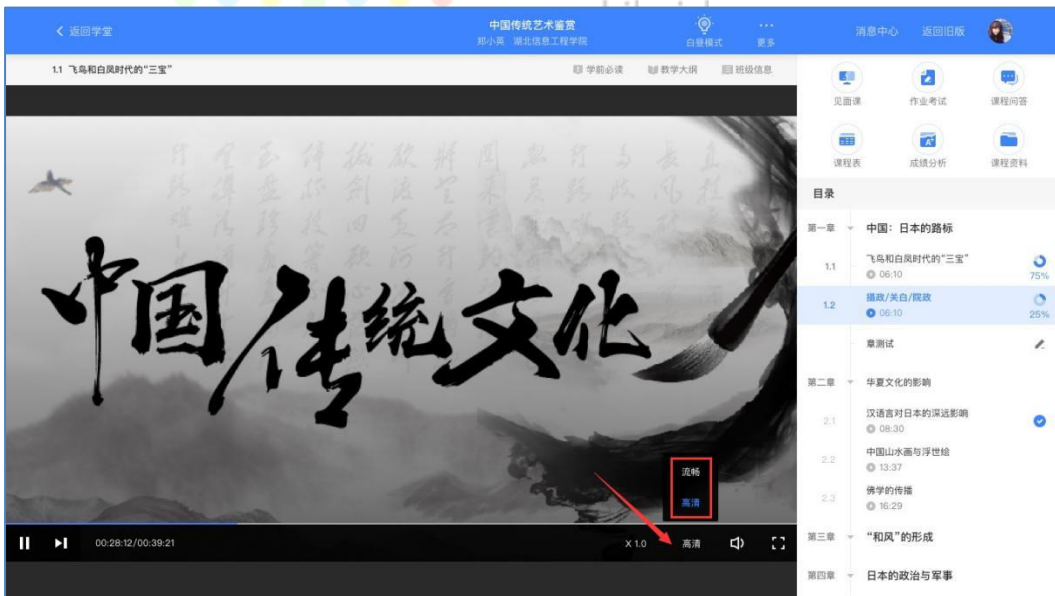 返回学堂
中国传统艺术鉴赏
郑小英 湖北信息工程学院
白昼模式
更多
消息中心
返回旧版
1.1 飞鸟和白凤时代的“三宝”
学前必读
教学大纲
班级信息
见面课
作业考试
课程问答
课程表
成绩分析
课程资料
目录
第一章 中国：日本的路标
1.1 飞鸟和白凤时代的“三宝”
06:10
75%
1.2 摄政/关白/院政
06:10
25%
章测试
第二章 华夏文化的影响
2.1 汉语言对日本的深远影响
08:30
2.2 中国山水画与浮世绘
13:37
2.3 佛学的传播
16:29
第三章 “和风”的形成
第四章 日本的政治与军事
中国传统文化
流畅
高清
00:28:12/00:39:21
X 1.0
高清